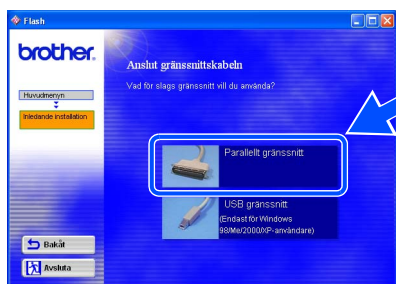 Flash
brother.
Anslut gränssnittskabeln
Vad för slags gränssnitt vill du använda?
Huvudmenyn
Inledande installation
Parallellt gränssnitt
USB gränssnitt
(Endast för Windows
98/Me/2000/XP-användare)
Bakåt
Avsluta